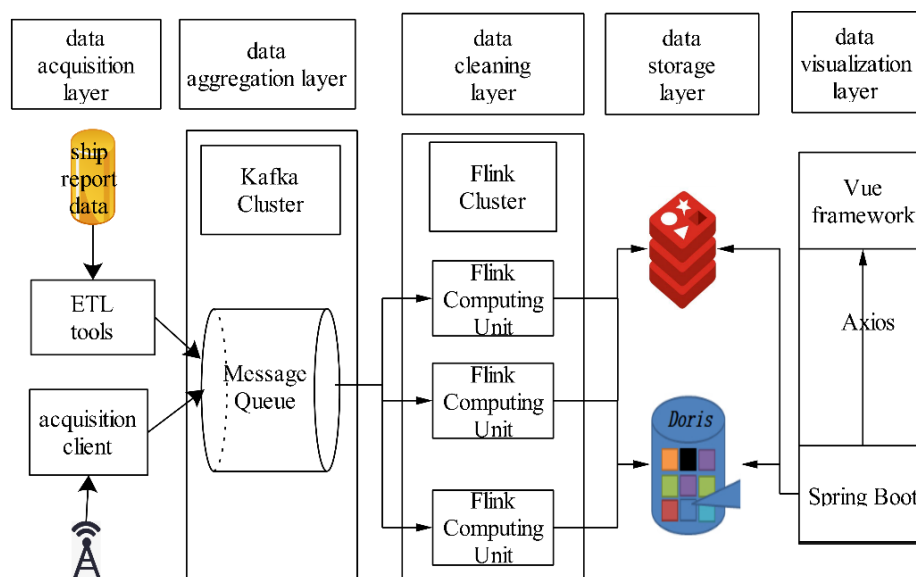 data
acquisition
layer
data
aggregation layer
data
cleaning
layer
data
storage
layer
data
visualization
layer
ship
report
data
ETL
tools
acquisition
client
Kafka
Cluster
Message
Queue
Flink
Cluster
Flink
Computing
Unit
Flink
Computing
Unit
Flink
Computing
Unit
Doris
Vue
framework
Axios
Spring Boot